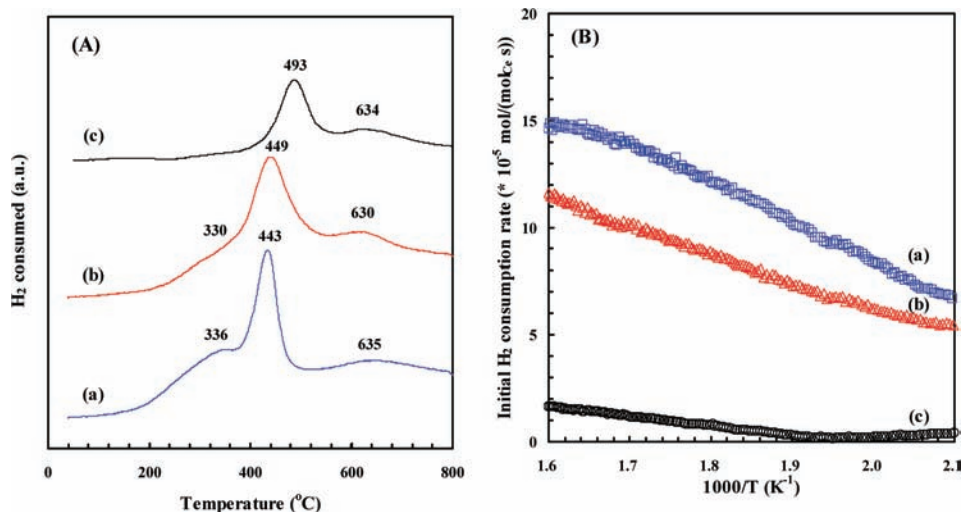 (A)
493
634
(c)
449
330
630
(b)
443
336
635
(a)
H2 consumed (a.u.)
0 200 400 600 800
Temperature (°C)
(B)
20
15
10
5
0
(a)
(b)
(c)
Initial H2 consumption rate (* 10-5 mol/(molCe s))
1.6 1.7 1.8 1.9 2.0 2.1
1000/T (K-1)